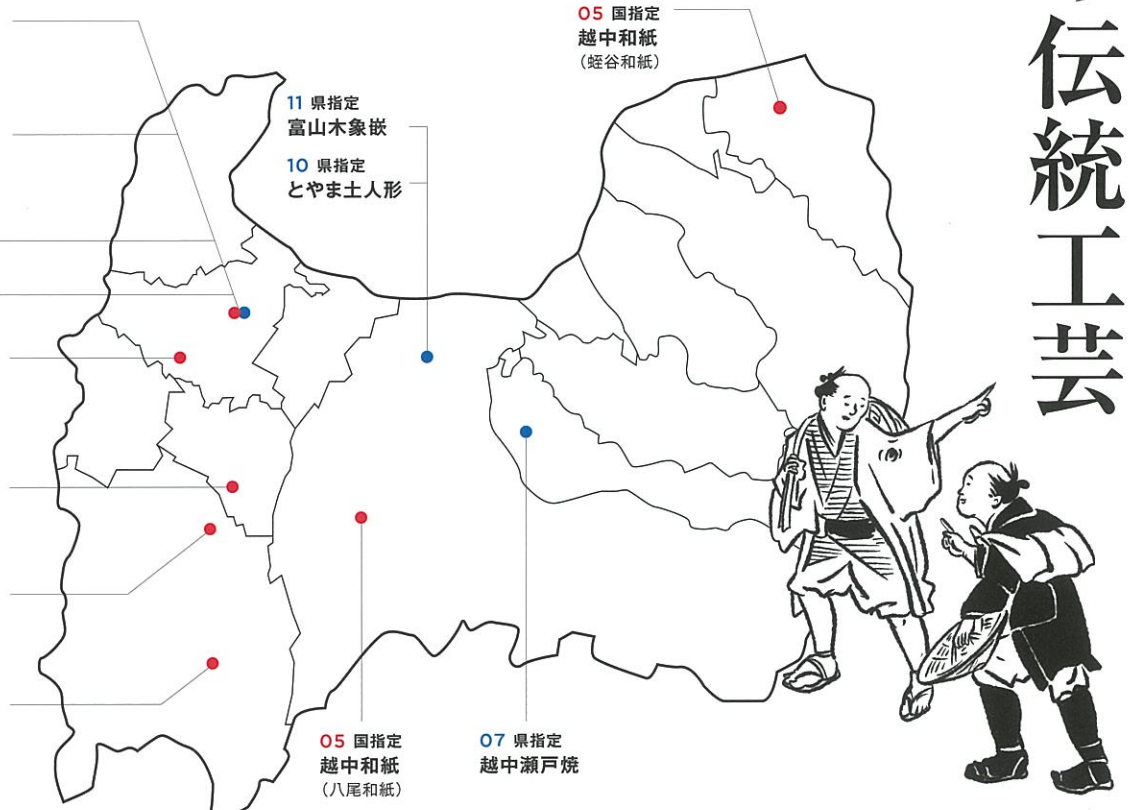 伝統工芸
05 国指定
越中和紙
(蛭谷和紙)
11 県指定
富山木象嵌
10 県指定
とやま土人形
05 国指定
越中和紙
(八尾和紙)
07 県指定
越中瀬戸焼